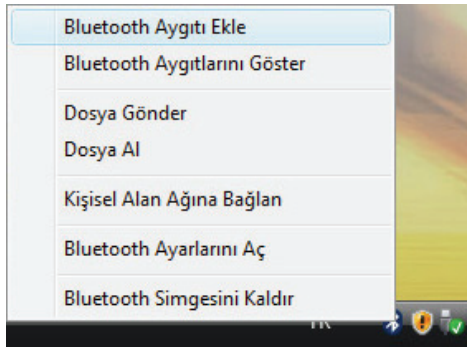 Bluetooth Aygıtı Ekle
Bluetooth Aygıtlarını Göster
Dosya Gönder
Dosya Al
Kişisel Alan Ağına Bağlan
Bluetooth Ayarlarını Aç
Bluetooth Simgesini Kaldır